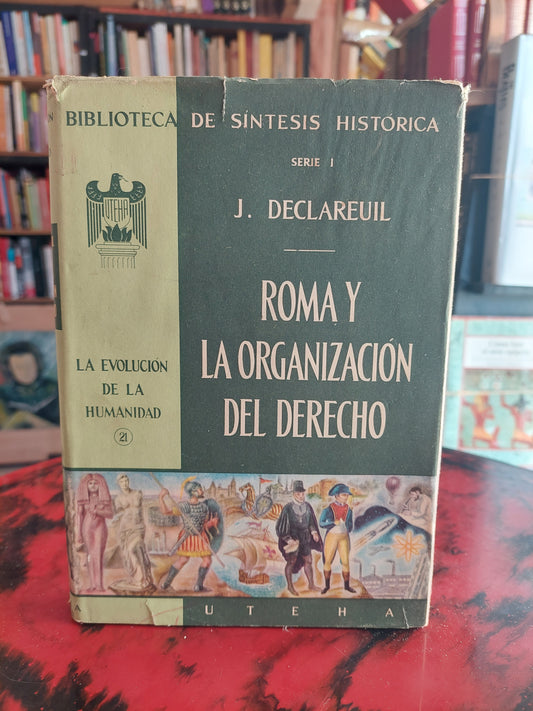 BIBLIOTECA DE SÍNTESIS HISTÓRICA
SERIE I
J. DECLAREUIL
UTEHA
ROMA Y
LA ORGANIZACIÓN
DEL DERECHO
LA EVOLUCIÓN
DE LA
HUMANIDAD
21
UTEHA